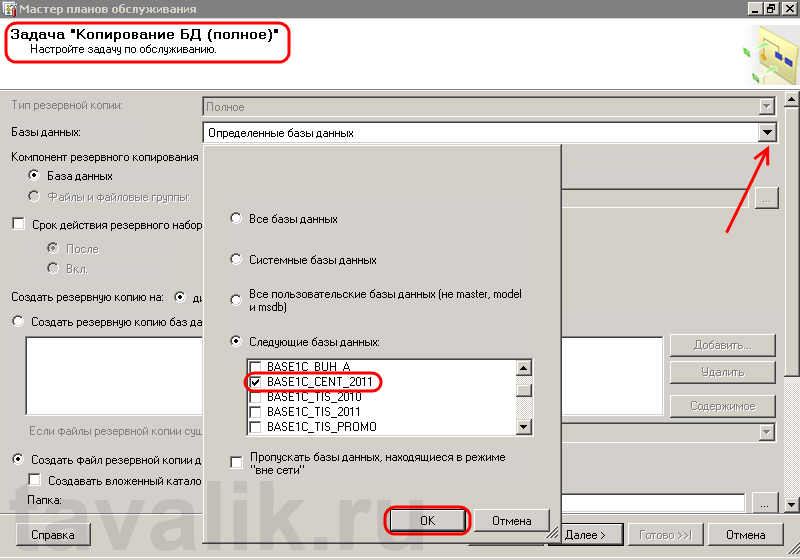 Мастер планов обслуживания
Задача "Копирование БД (полное)"
Настройте задачу по обслуживанию.
Тип резервной копии:
Полное
Базы данных:
Определенные базы данных
Компонент резервного копирования
База данных
Файлы и файловые группы:
...
Все базы данных
Срок действия резервного набор
После
Системные базы данных
Вкл.
Все пользовательские базы данных (не master, model
и msdb)
Создать резервную копию на:
Создать резервную копию баз да
Следующие базы данных:
Добавить...
BASE1C_BUH_A
Удалить
BASE1C_CENT_2011
BASE1C_TIS_2010
Содержимое
BASE1C_TIS_2011
BASE1C_TIS_PROMO
Если файлы резервной копии сущ
Создать файл резервной копии д
Пропускать базы данных, находящиеся в режиме
"вне сети"
Создавать вложенный катало
Папка:
...
tavalik.ru
Справка
OK
Отмена
Далее >
Готово >>|
Отмена